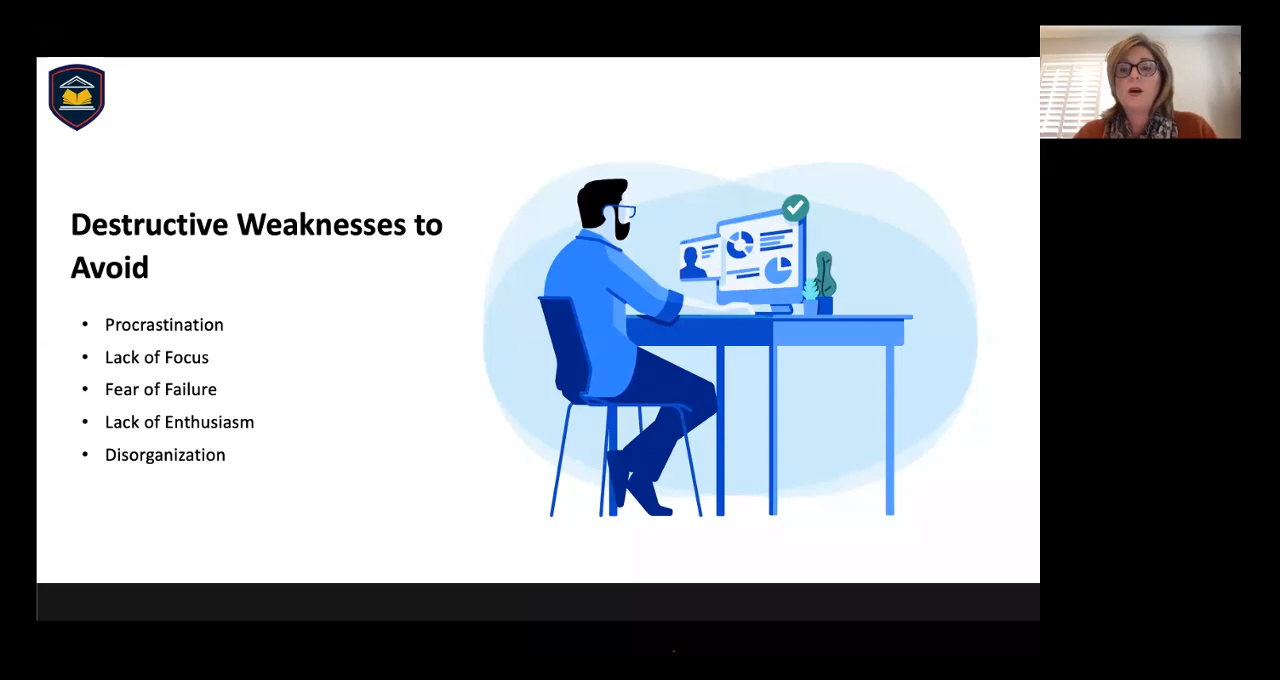 Destructive Weaknesses to
Avoid
• Procrastination
• Lack of Focus
• Fear of Failure
• Lack of Enthusiasm
• Disorganization